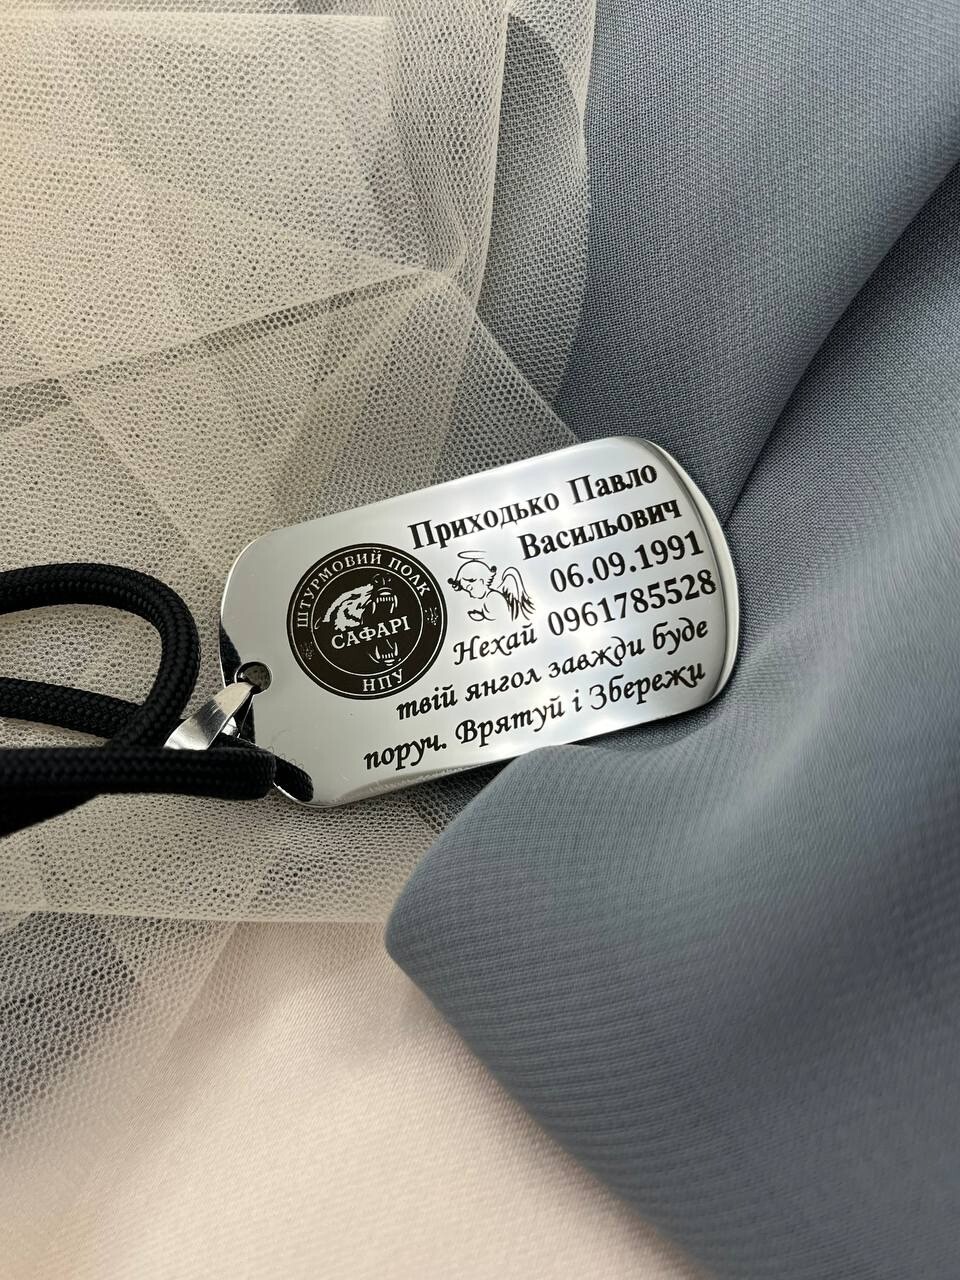 Приходько Павло
Васильович
06.09.1991
0961785528
ШТУРМОВИЙ ПОЛК
САФАРІ
НПУ
Нехай
твій янгол завжди буде
поруч. Врятуй і Збережи